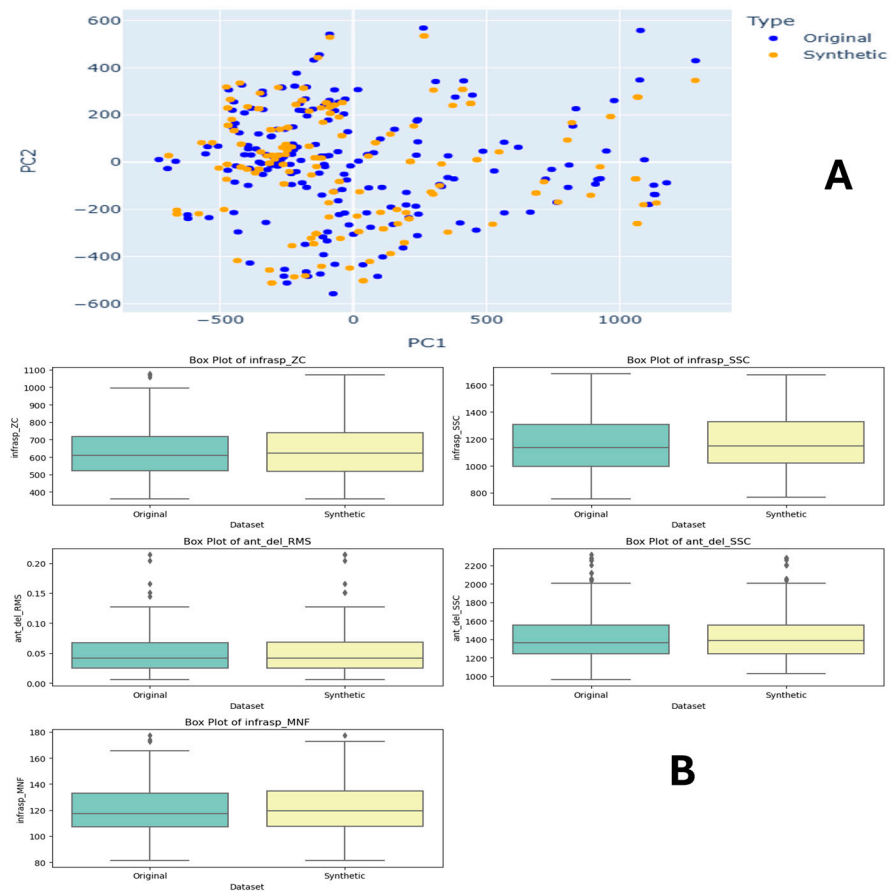 Type
Original
Synthetic
600
400
200
0
−200
−400
−600
PC2
−500
0
500
1000
PC1
A
Box Plot of infrasp_ZC
1100
1000
900
800
700
600
500
400
infrasp_ZC
Original
Synthetic
Dataset
Box Plot of infrasp_SSC
1600
1400
1200
1000
800
infrasp_SSC
Original
Synthetic
Dataset
Box Plot of ant_del_RMS
0.20
0.15
0.10
0.05
0.00
ant_del_RMS
Original
Synthetic
Dataset
Box Plot of ant_del_SSC
2200
2000
1800
1600
1400
1200
1000
ant_del_SSC
Original
Synthetic
Dataset
Box Plot of infrasp_MNF
180
160
140
120
100
80
infrasp_MNF
Original
Synthetic
Dataset
B